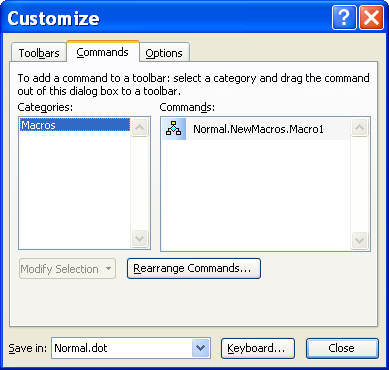 Customize
Toolbars Commands Options
To add a command to a toolbar: select a category and drag the command
out of this dialog box to a toolbar.
Categories: Commands:
Macros
Normal.NewMacros.Macro1
Modify Selection Rearrange Commands...
Save in: Normal.dot Keyboard... Close